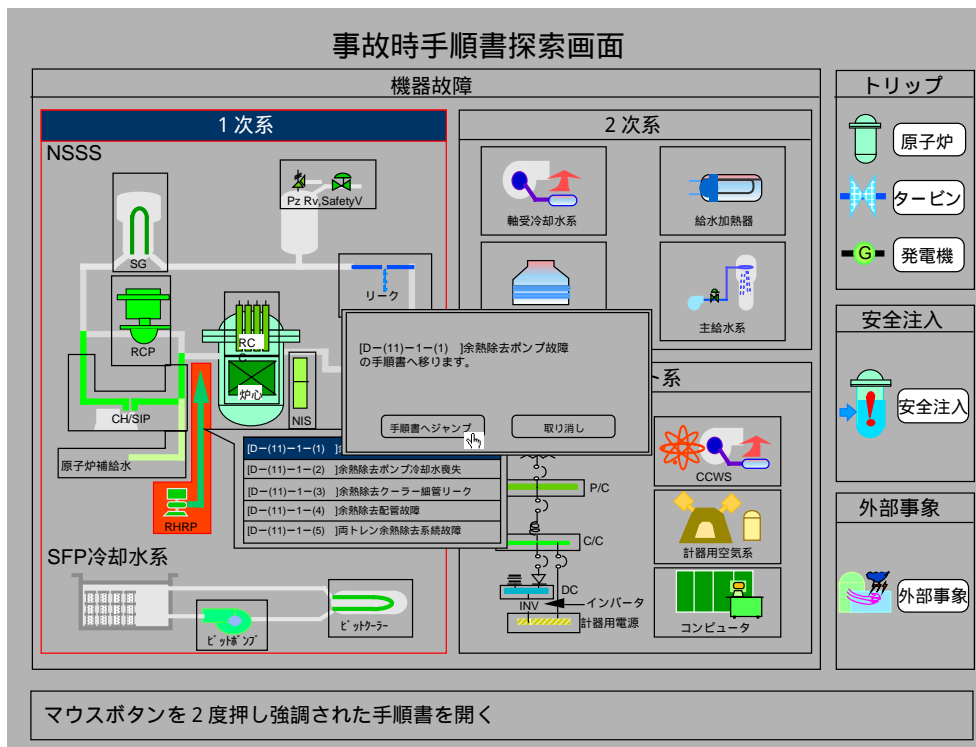 事故時手順書探索画面
機器故障
1次系
NSSS
Pz Rv,SafetyV
SG
リーク
RCP
RC
C
炉心
CH/SIP
NIS
原子炉補給水
RHRP
[D－(11)－1－(1)
[D－(11)－1－(2) ]余熱除去ポンプ冷却水喪失
[D－(11)－1－(3) ]余熱除去クーラー細管リーク
[D－(11)－1－(4) ]余熱除去配管故障
[D－(11)－1－(5) ]両トレン余熱除去系統故障
SFP冷却水系
ﾋﾟｯﾄﾎﾟﾝﾌﾟ
ﾋﾟｯﾄｸｰﾗｰ
[D－(11)－1－(1) ]余熱除去ポンプ故障
の手順書へ移ります。
手順書へジャンプ
取り消し
2次系
軸受冷却水系
給水加熱器
主給水系
ト系
P/C
C/C
DC
INV
インバータ
計器用電源
CCWS
計器用空気系
コンピュータ
トリップ
原子炉
タービン
G
発電機
安全注入
安全注入
外部事象
外部事象
マウスボタンを2度押し強調された手順書を開く